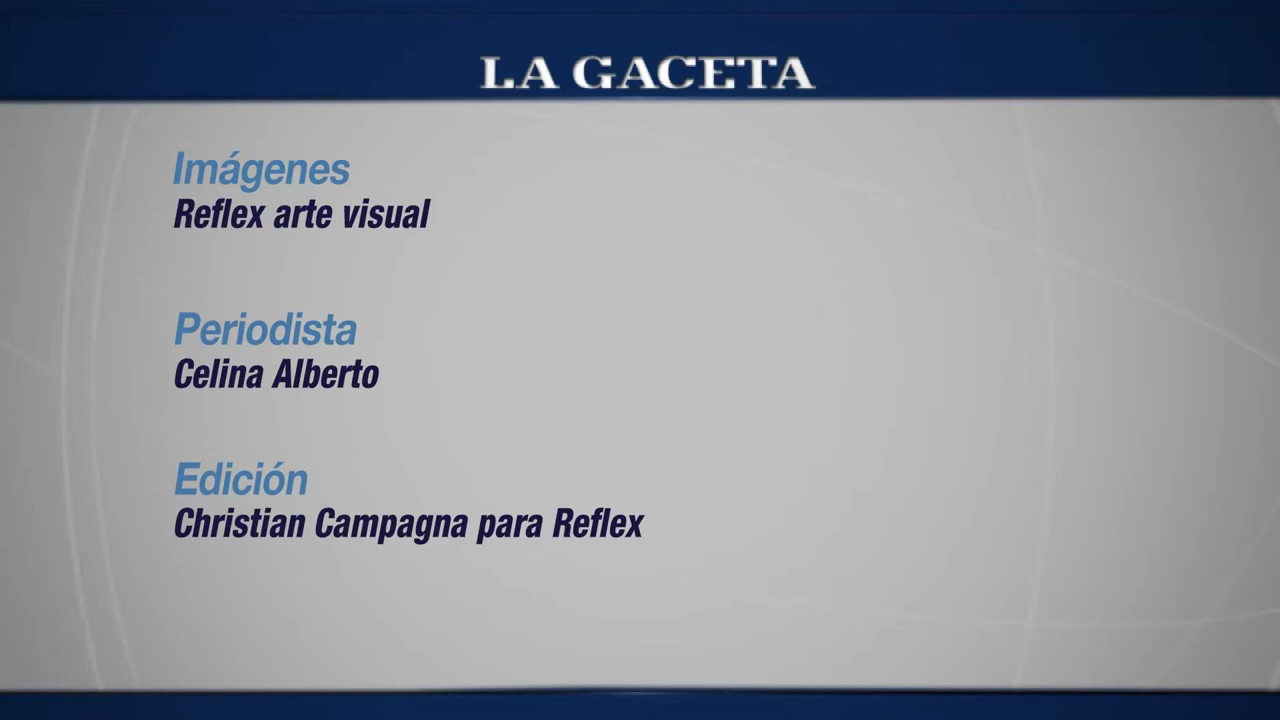 LA GACETA
Imágenes
Reflex arte visual
Periodista
Celina Alberto
Edición
Christian Campagna para Reflex